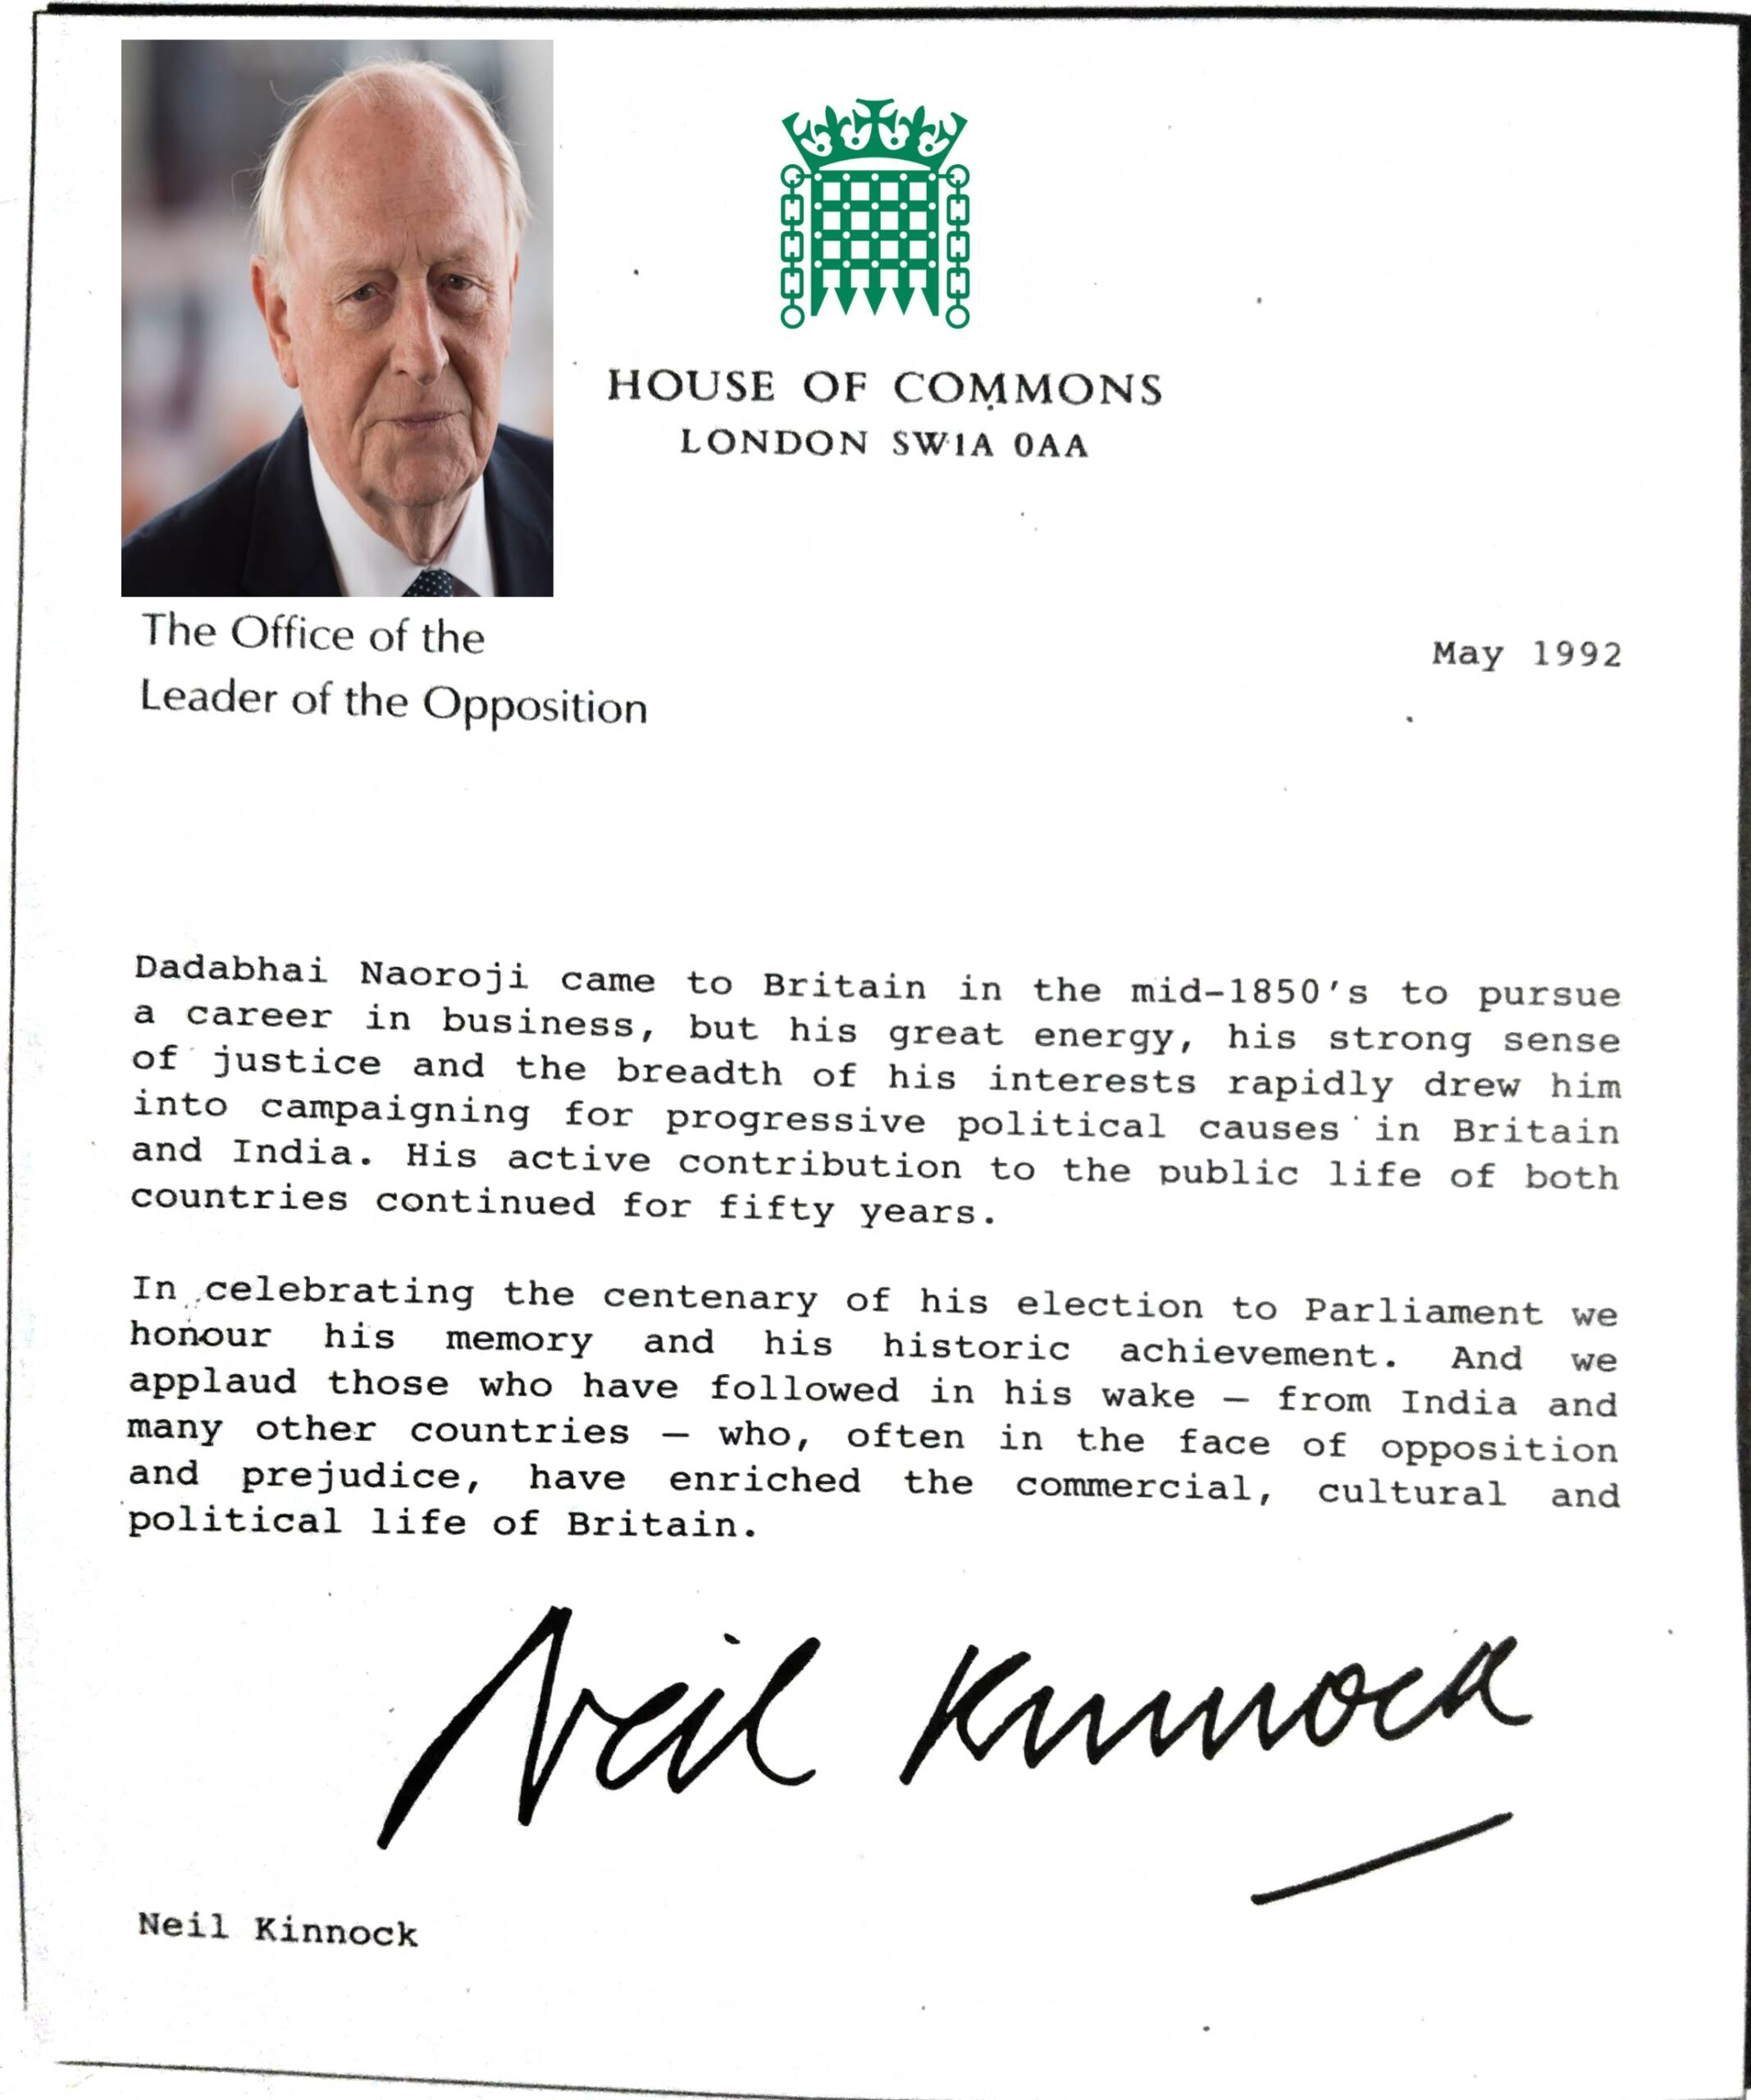 HOUSE OF COMMONS
LONDON SW1A 0AA
The Office of the
Leader of the Opposition
May 1992
Dadabhai Naoroji came to Britain in the mid-1850's to pursue
a career in business, but his great energy, his strong sense
of justice and the breadth of his interests rapidly drew him
into campaigning for progressive political causes in Britain
and India. His active contribution to the public life of both
countries continued for fifty years.
In celebrating the centenary of his election to Parliament we
honour his memory and his historic achievement. And we
applaud those who have followed in his wake — from India and
many other countries — who, often in the face of opposition
and prejudice, have enriched the commercial, cultural and
political life of Britain.
Neil Kinnock
Neil Kinnock